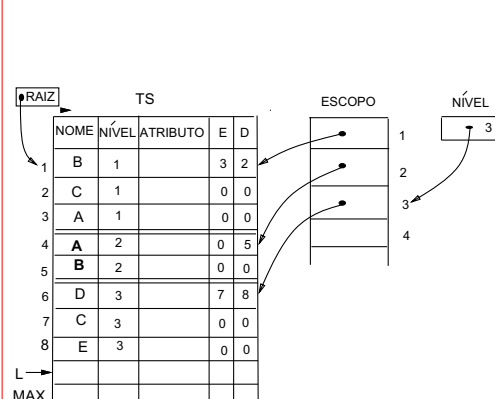 RAIZ TS ESCOPO NÍVEL
NOME NÍVEL ATRIBUTO E D
1 B 1 3 2 1 3
2 C 1 0 0 2
3 A 1 0 0 3
4 A 2 0 5 4
5 B 2 0 0
6 D 3 7 8
7 C 3 0 0
8 E 3 0 0
L
MAX